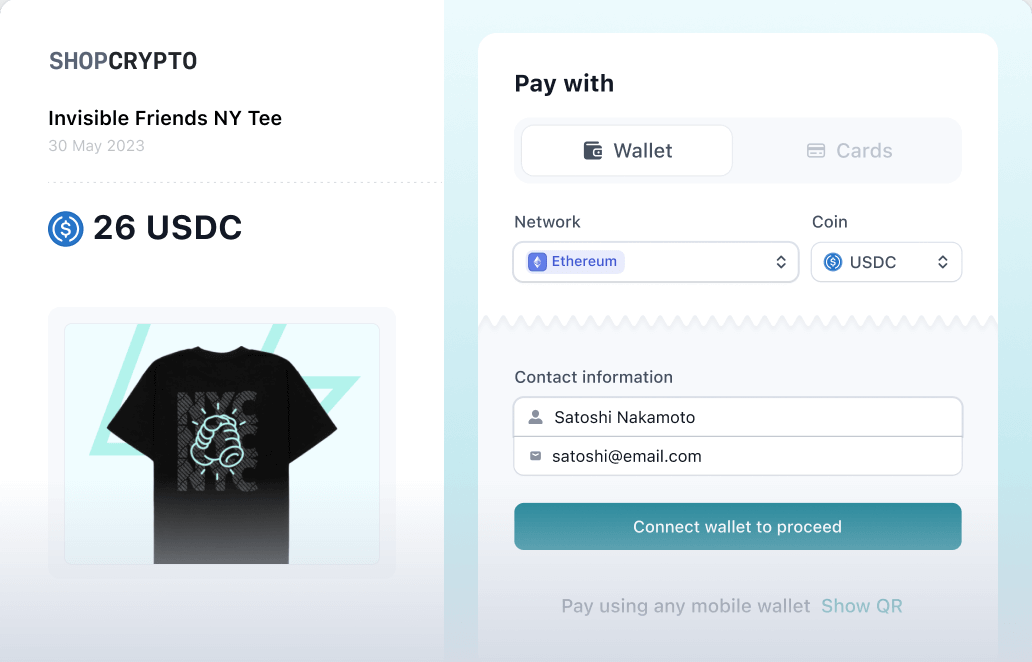 SHOPCRYPTO
Invisible Friends NY Tee
30 May 2023
26 USDC
NYC
NYC
Pay with
Wallet
Cards
Network
Coin
Ethereum
USDC
Contact information
Satoshi Nakamoto
satoshi@email.com
Connect wallet to proceed
Pay using any mobile wallet Show QR